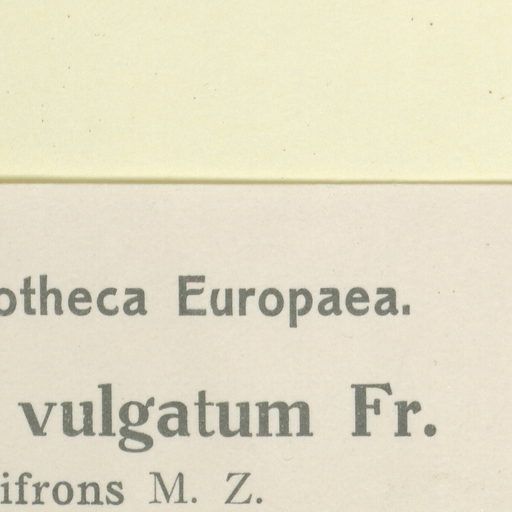 otheca Europaea.
vulgatum Fr.
ifrons M. Z.